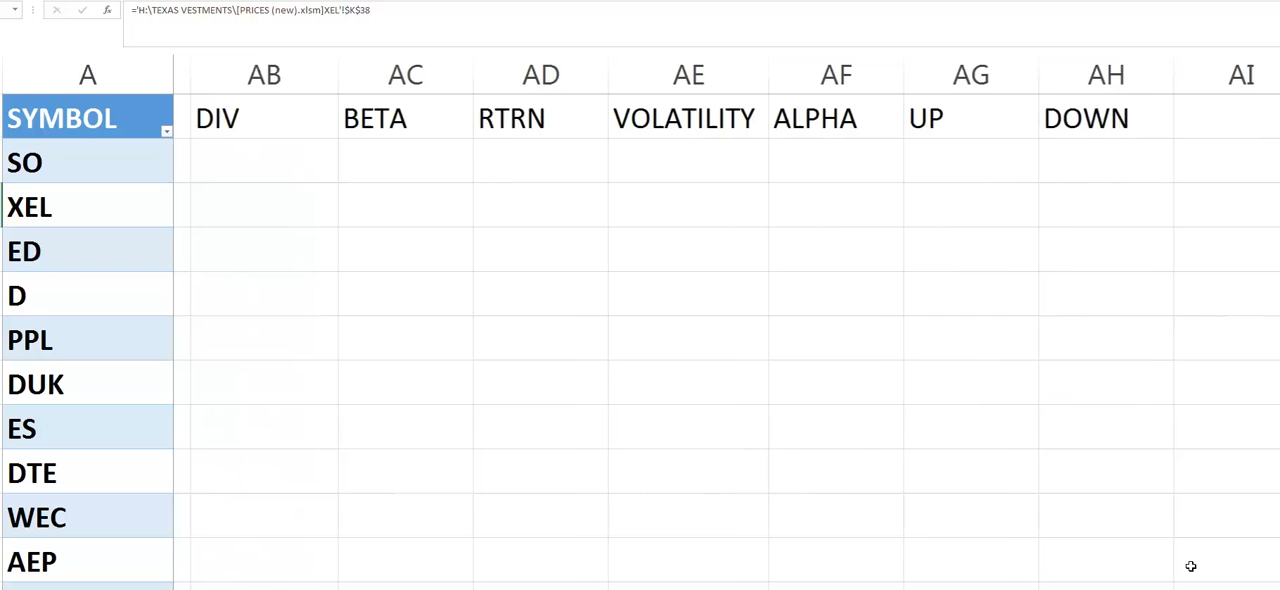 fx ='H:\TEXAS VESTMENTS\[PRICES (new).xlsm]XEL'!$K$38
A AB AC AD AE AF AG AH AI
SYMBOL DIV BETA RTRN VOLATILITY ALPHA UP DOWN
SO
XEL
ED
D
PPL
DUK
ES
DTE
WEC
AEP